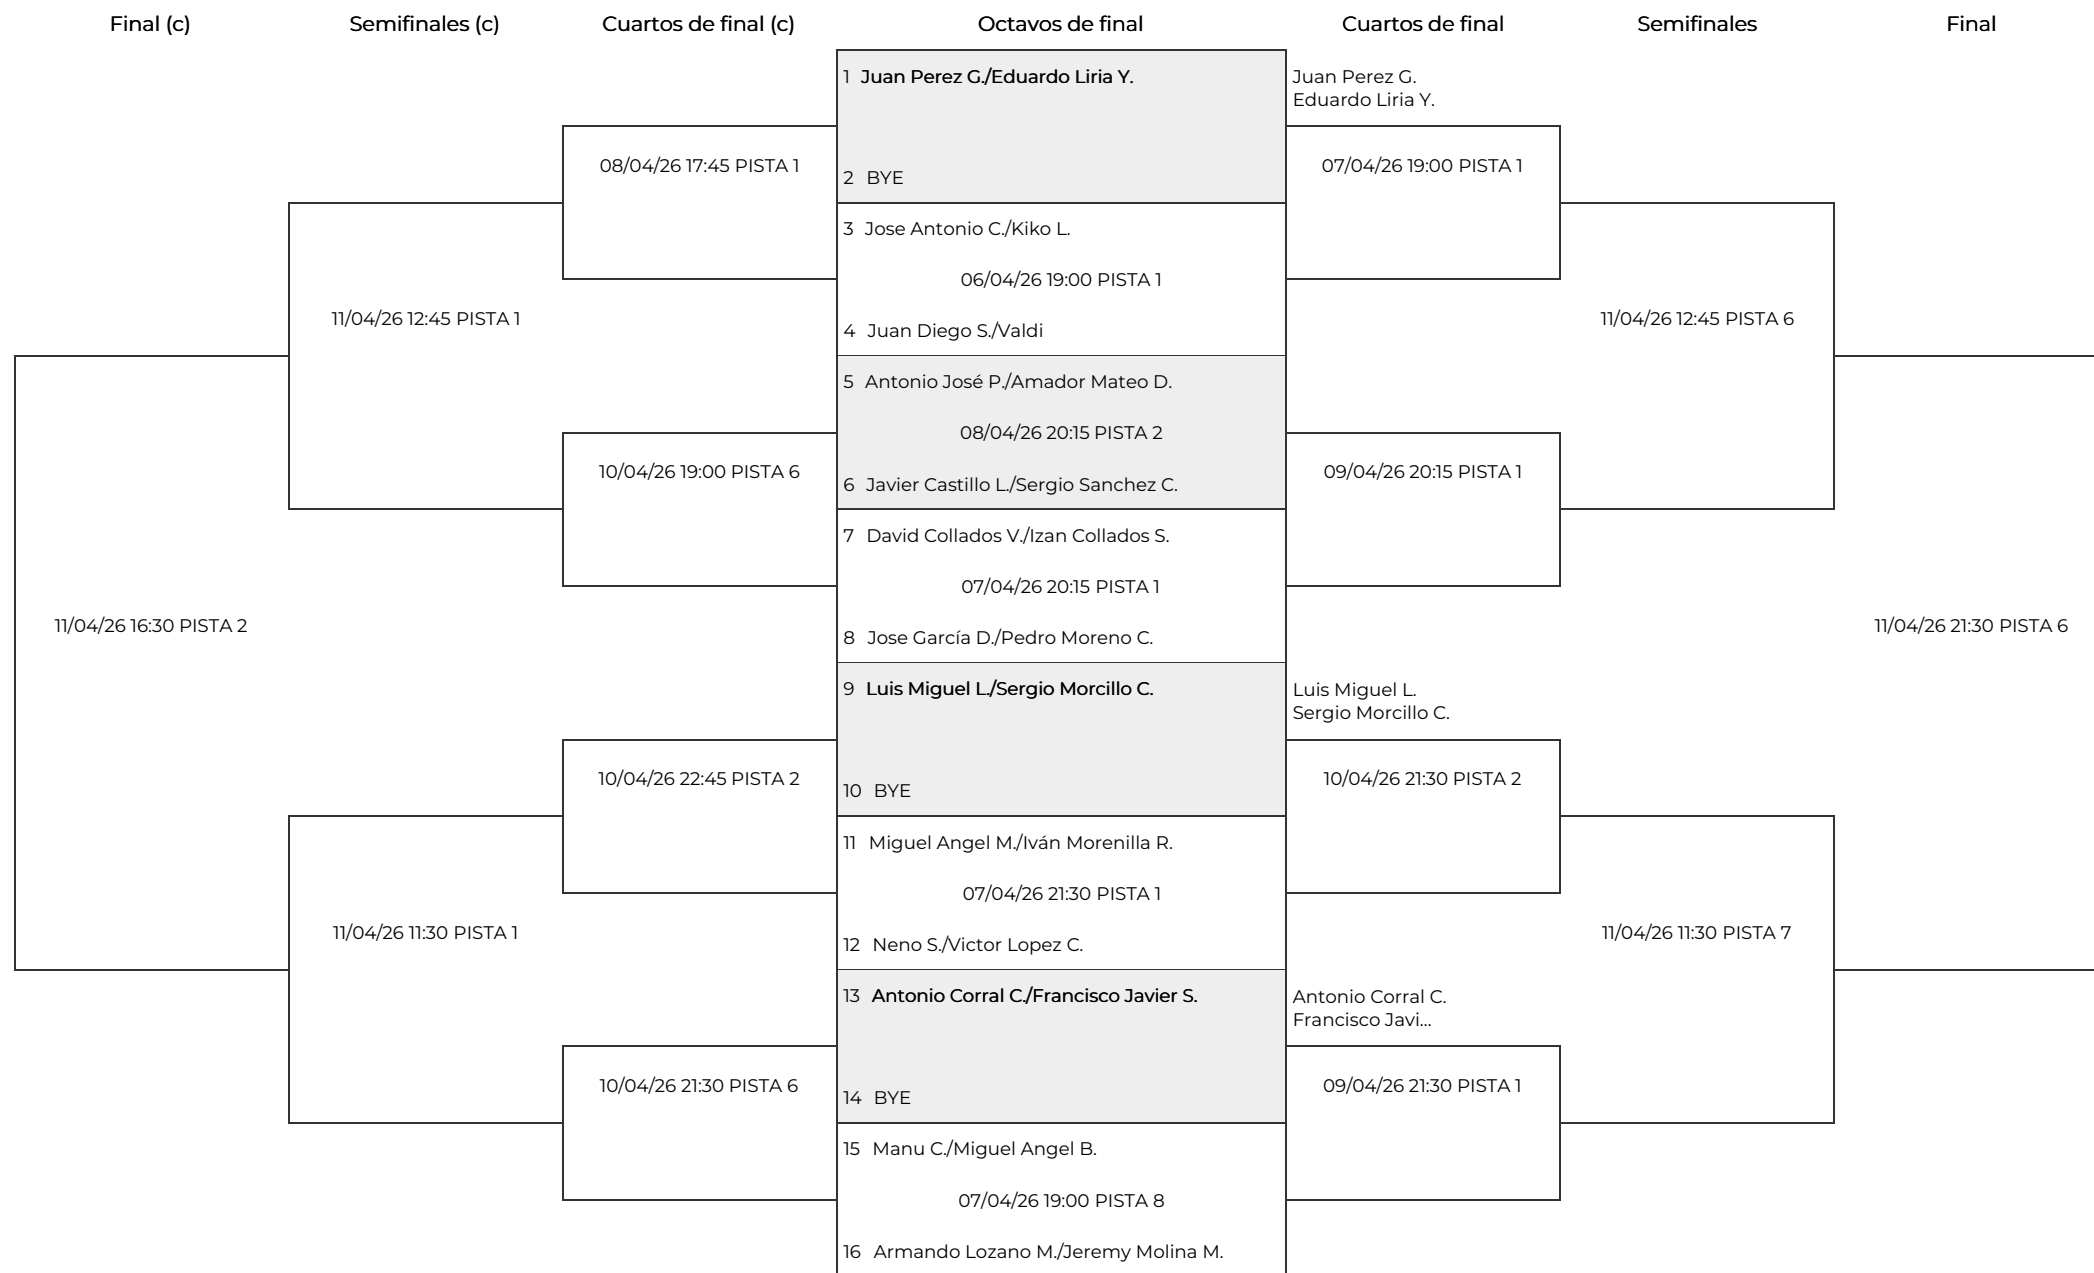 Final (c)
Semifinales (c)
Cuartos de final (c)
Octavos de final
Cuartos de final
Semifinales
Final
1 Juan Perez G./Eduardo Liria Y.
Juan Perez G.
Eduardo Liria Y.
08/04/26 17:45 PISTA 1
07/04/26 19:00 PISTA 1
2 BYE
3 Jose Antonio C./Kiko L.
06/04/26 19:00 PISTA 1
11/04/26 12:45 PISTA 1
11/04/26 12:45 PISTA 6
4 Juan Diego S./Valdi
5 Antonio José P./Amador Mateo D.
08/04/26 20:15 PISTA 2
10/04/26 19:00 PISTA 6
09/04/26 20:15 PISTA 1
6 Javier Castillo L./Sergio Sanchez C.
7 David Collados V./Izan Collados S.
07/04/26 20:15 PISTA 1
11/04/26 16:30 PISTA 2
11/04/26 21:30 PISTA 6
8 Jose García D./Pedro Moreno C.
9 Luis Miguel L./Sergio Morcillo C.
Luis Miguel L.
Sergio Morcillo C.
10/04/26 22:45 PISTA 2
10/04/26 21:30 PISTA 2
10 BYE
11 Miguel Angel M./Iván Morenilla R.
07/04/26 21:30 PISTA 1
11/04/26 11:30 PISTA 1
11/04/26 11:30 PISTA 7
12 Neno S./Victor Lopez C.
13 Antonio Corral C./Francisco Javier S.
Antonio Corral C.
Francisco Javi...
10/04/26 21:30 PISTA 6
09/04/26 21:30 PISTA 1
14 BYE
15 Manu C./Miguel Angel B.
07/04/26 19:00 PISTA 8
16 Armando Lozano M./Jeremy Molina M.